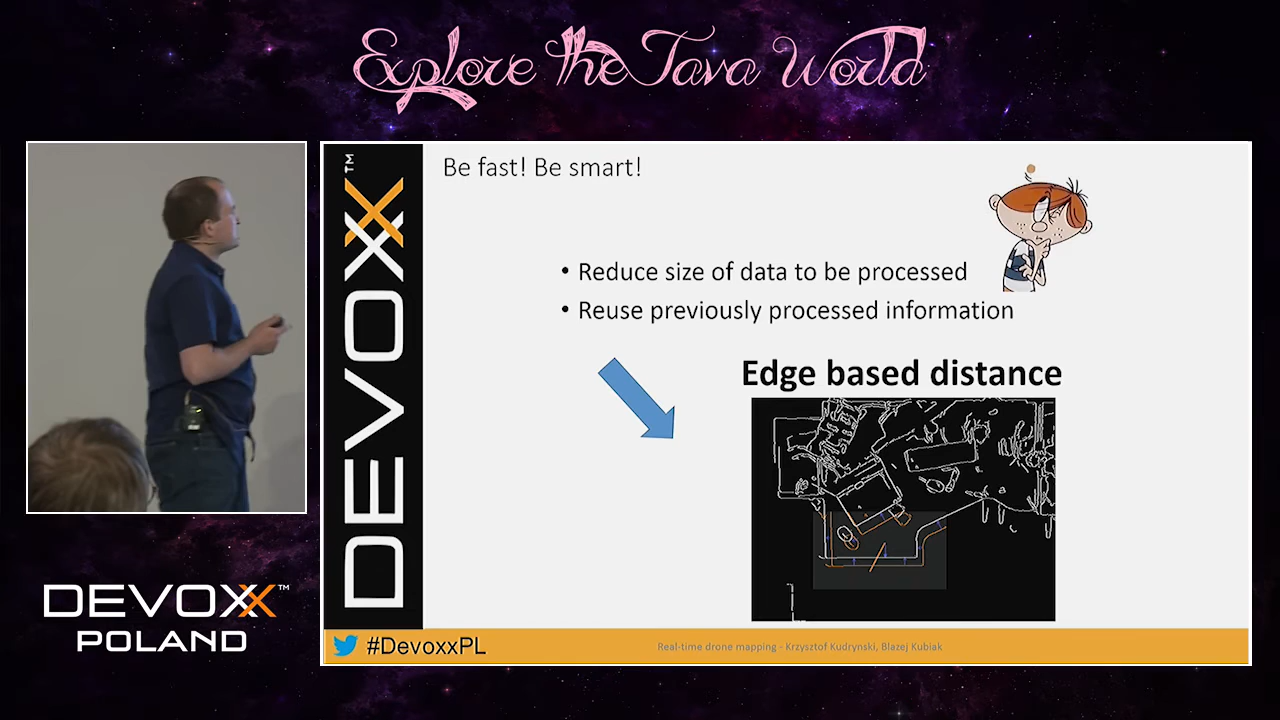 Explore the Java World
DEVOXX™
Be fast! Be smart!
• Reduce size of data to be processed
• Reuse previously processed information
Edge based distance
DEVOXX™
POLAND
#DevoxxPL
Real-time drone mapping - Krzysztof Kudrynski, Blazej Kubiak